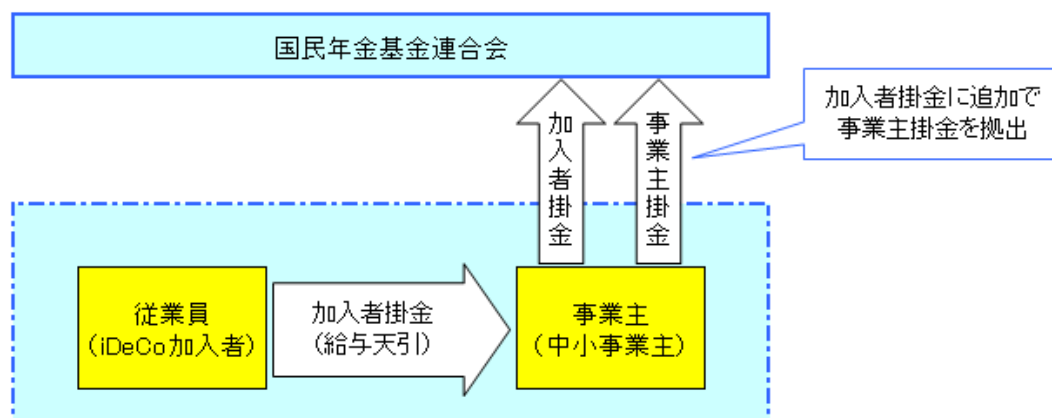 国民年金基金連合会
加入者掛金に追加で
事業主掛金を拠出
加入者掛金
事業主掛金
従業員
（iDeCo加入者）
加入者掛金
（給与天引）
事業主
（中小事業主）